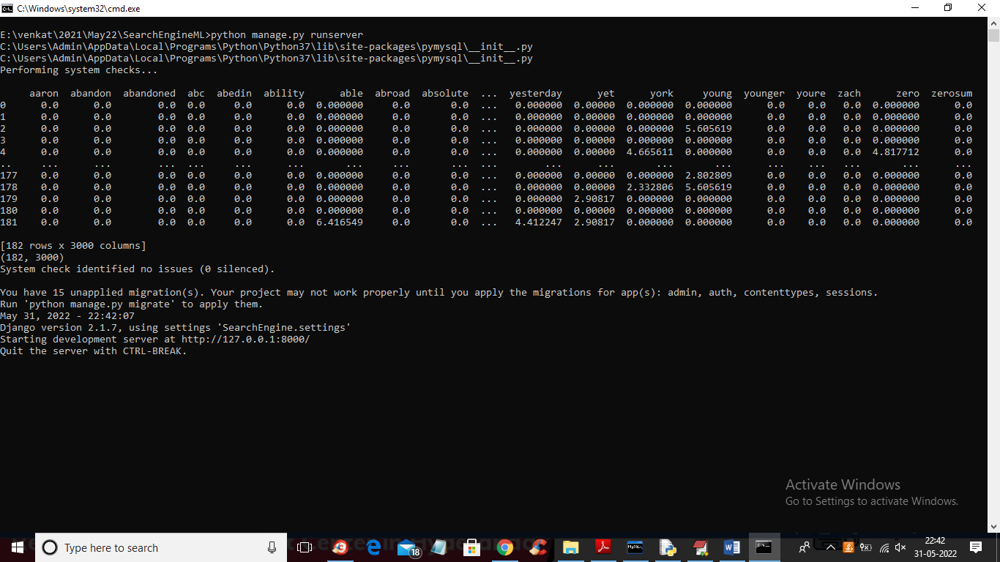 C:\Windows\system32\cmd.exe
E:\venkat\2021\May22\SearchEngineML>python manage.py runserver
C:\Users\Admin\AppData\Local\Programs\Python\Python37\lib\site-packages\pymysql\__init__.py
C:\Users\Admin\AppData\Local\Programs\Python\Python37\lib\site-packages\pymysql\__init__.py
Performing system checks...
aaron abandon abandoned abc abedin ability able abroad absolute ... yesterday yet york young younger youre zach zero zerosum
0 0.0 0.0 0.0 0.0 0.0 0.0 0.000000 0.0 0.0 ... 0.000000 0.00000 0.000000 0.000000 0.0 0.0 0.0 0.000000 0.0
1 0.0 0.0 0.0 0.0 0.0 0.0 0.000000 0.0 0.0 ... 0.000000 0.00000 0.000000 0.000000 0.0 0.0 0.0 0.000000 0.0
2 0.0 0.0 0.0 0.0 0.0 0.0 0.000000 0.0 0.0 ... 0.000000 0.00000 0.000000 5.605619 0.0 0.0 0.0 0.000000 0.0
3 0.0 0.0 0.0 0.0 0.0 0.0 0.000000 0.0 0.0 ... 0.000000 0.00000 0.000000 0.000000 0.0 0.0 0.0 0.000000 0.0
4 0.0 0.0 0.0 0.0 0.0 0.0 0.000000 0.0 0.0 ... 0.000000 0.00000 4.665611 0.000000 0.0 0.0 0.0 4.817712 0.0
.. ... ... ... ... ... ... ... ... ... ... ... ... ... ... ... ... ... ...
177 0.0 0.0 0.0 0.0 0.0 0.0 0.000000 0.0 0.0 ... 0.000000 0.00000 0.000000 2.802809 0.0 0.0 0.0 0.000000 0.0
178 0.0 0.0 0.0 0.0 0.0 0.0 0.000000 0.0 0.0 ... 0.000000 0.00000 2.332806 5.605619 0.0 0.0 0.0 0.000000 0.0
179 0.0 0.0 0.0 0.0 0.0 0.0 0.000000 0.0 0.0 ... 0.000000 2.90817 0.000000 0.000000 0.0 0.0 0.0 0.000000 0.0
180 0.0 0.0 0.0 0.0 0.0 0.0 0.000000 0.0 0.0 ... 0.000000 0.00000 0.000000 0.000000 0.0 0.0 0.0 0.000000 0.0
181 0.0 0.0 0.0 0.0 0.0 0.0 6.416549 0.0 0.0 ... 4.412247 2.90817 0.000000 0.000000 0.0 0.0 0.0 0.000000 0.0
[182 rows x 3000 columns]
(182, 3000)
System check identified no issues (0 silenced).
You have 15 unapplied migration(s). Your project may not work properly until you apply the migrations for app(s): admin, auth, contenttypes, sessions.
Run 'python manage.py migrate' to apply them.
May 31, 2022 - 22:42:07
Django version 2.1.7, using settings 'SearchEngine.settings'
Starting development server at http://127.0.0.1:8000/
Quit the server with CTRL-BREAK.
Activate Windows
Go to Settings to activate Windows.
Type here to search
18
MySQL
22:42
31-05-2022